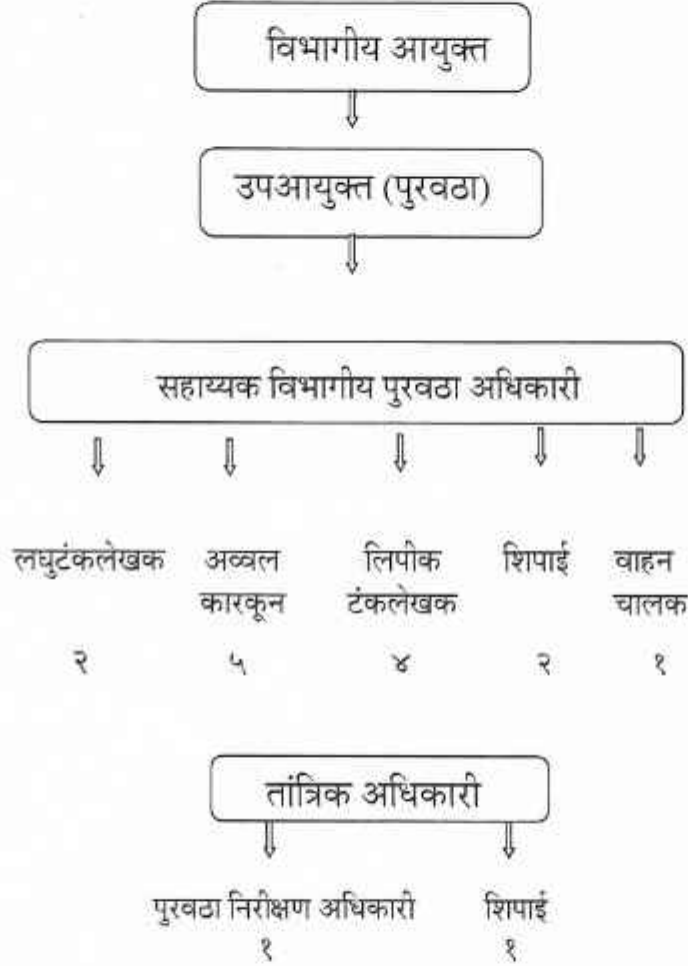 विभागीय आयुक्त
उपआयुक्त (पुरवठा)
सहाय्यक विभागीय पुरवठा अधिकारी
लघुटंकलेखक अव्वल लिपीक शिपाई वाहन
कारकून टंकलेखक चालक
२ ५ ४ २ १
तांत्रिक अधिकारी
पुरवठा निरीक्षण अधिकारी शिपाई
१ १